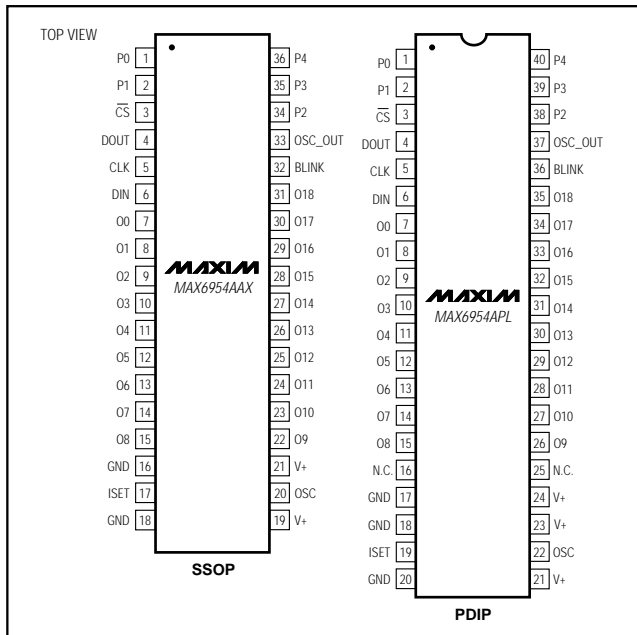 TOP VIEW
P0 1 36 P4
P1 2 35 P3
C̅S̅ 3 34 P2
DOUT 4 33 OSC_OUT
CLK 5 32 BLINK
DIN 6 31 O18
O0 7 30 O17
O1 8 29 O16
O2 9 28 O15
O3 10 27 O14
O4 11 26 O13
O5 12 25 O12
O6 13 24 O11
O7 14 23 O10
O8 15 22 O9
GND 16 21 V+
ISET 17 20 OSC
GND 18 19 V+
MAXIM
MAX6954AAX
SSOP
P0 1 40 P4
P1 2 39 P3
C̅S̅ 3 38 P2
DOUT 4 37 OSC_OUT
CLK 5 36 BLINK
DIN 6 35 O18
O0 7 34 O17
O1 8 33 O16
O2 9 32 O15
O3 10 31 O14
O4 11 30 O13
O5 12 29 O12
O6 13 28 O11
O7 14 27 O10
O8 15 26 O9
N.C. 16 25 N.C.
GND 17 24 V+
GND 18 23 V+
ISET 19 22 OSC
GND 20 21 V+
MAXIM
MAX6954APL
PDIP